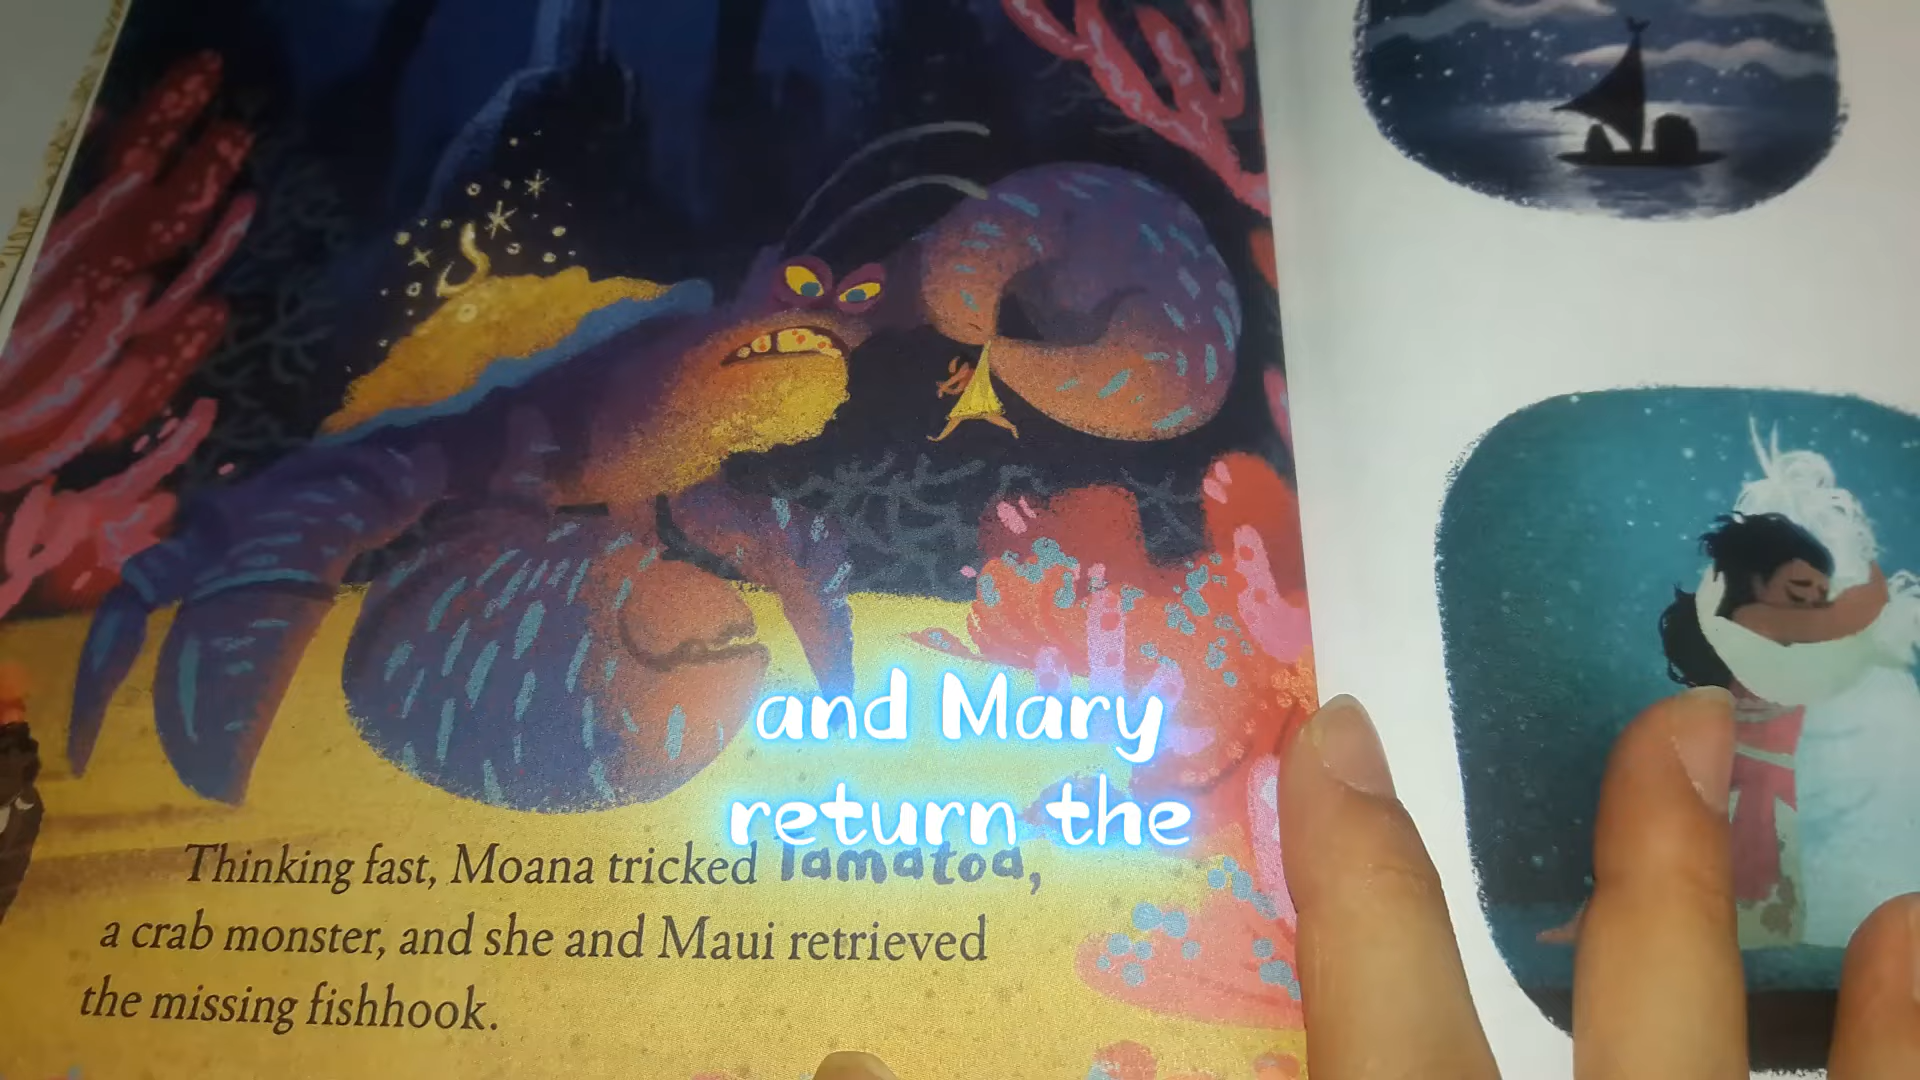 and Mary
return the
Thinking fast, Moana tricked Tamatoa,
a crab monster, and she and Maui retrieved
the missing fishhook.